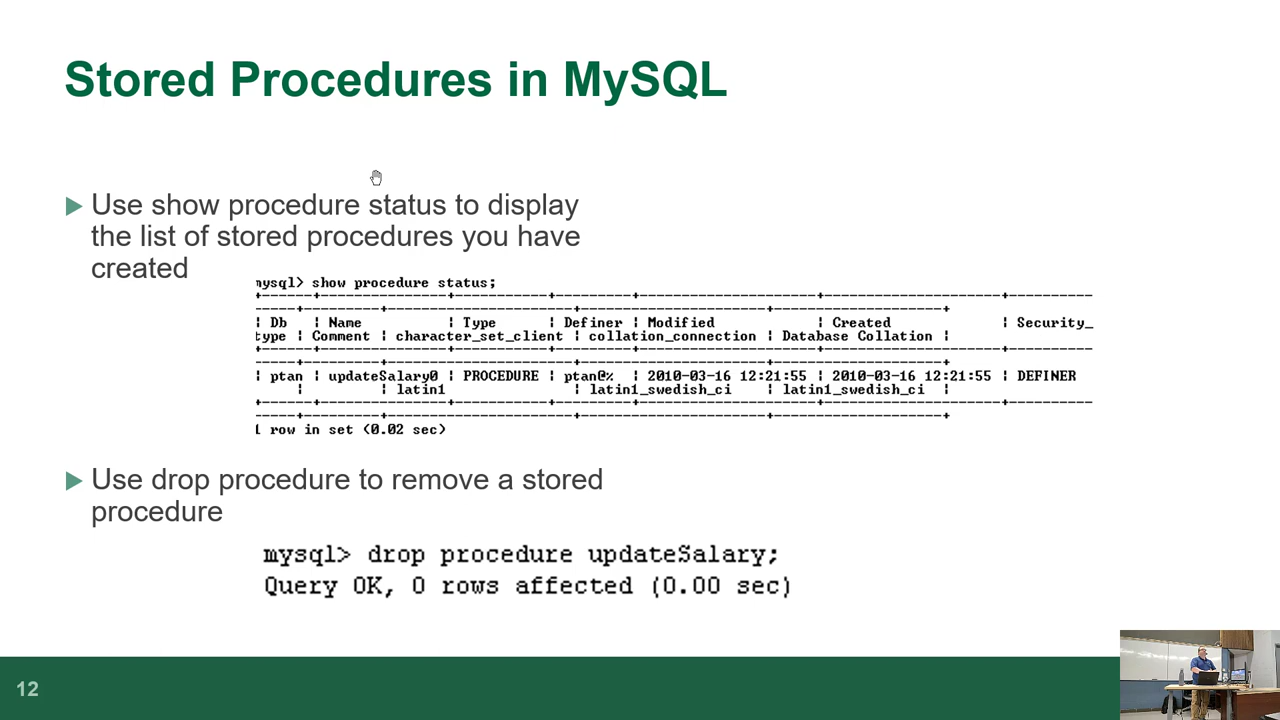 Stored Procedures in MySQL
Use show procedure status to display
the list of stored procedures you have
created
mysql> show procedure status;
+------+---------------+----------+--------+-------------------+-------------------+---------
---+---------+--------------------+--------------------+------------------+
| Db | Name | Type | Definer | Modified | Created | Security_
type | Comment | character_set_client | collation_connection | Database Collation |
+------+---------------+----------+--------+-------------------+-------------------+---------
---+---------+--------------------+--------------------+------------------+
| ptan | updateSalary0 | PROCEDURE | ptan@% | 2010-03-16 12:21:55 | 2010-03-16 12:21:55 | DEFINER
| | latin1 | latin1_swedish_ci | latin1_swedish_ci |
+------+---------------+----------+--------+-------------------+-------------------+---------
---+---------+--------------------+--------------------+------------------+
1 row in set (0.02 sec)
Use drop procedure to remove a stored
procedure
mysql> drop procedure updateSalary;
Query OK, 0 rows affected (0.00 sec)
12